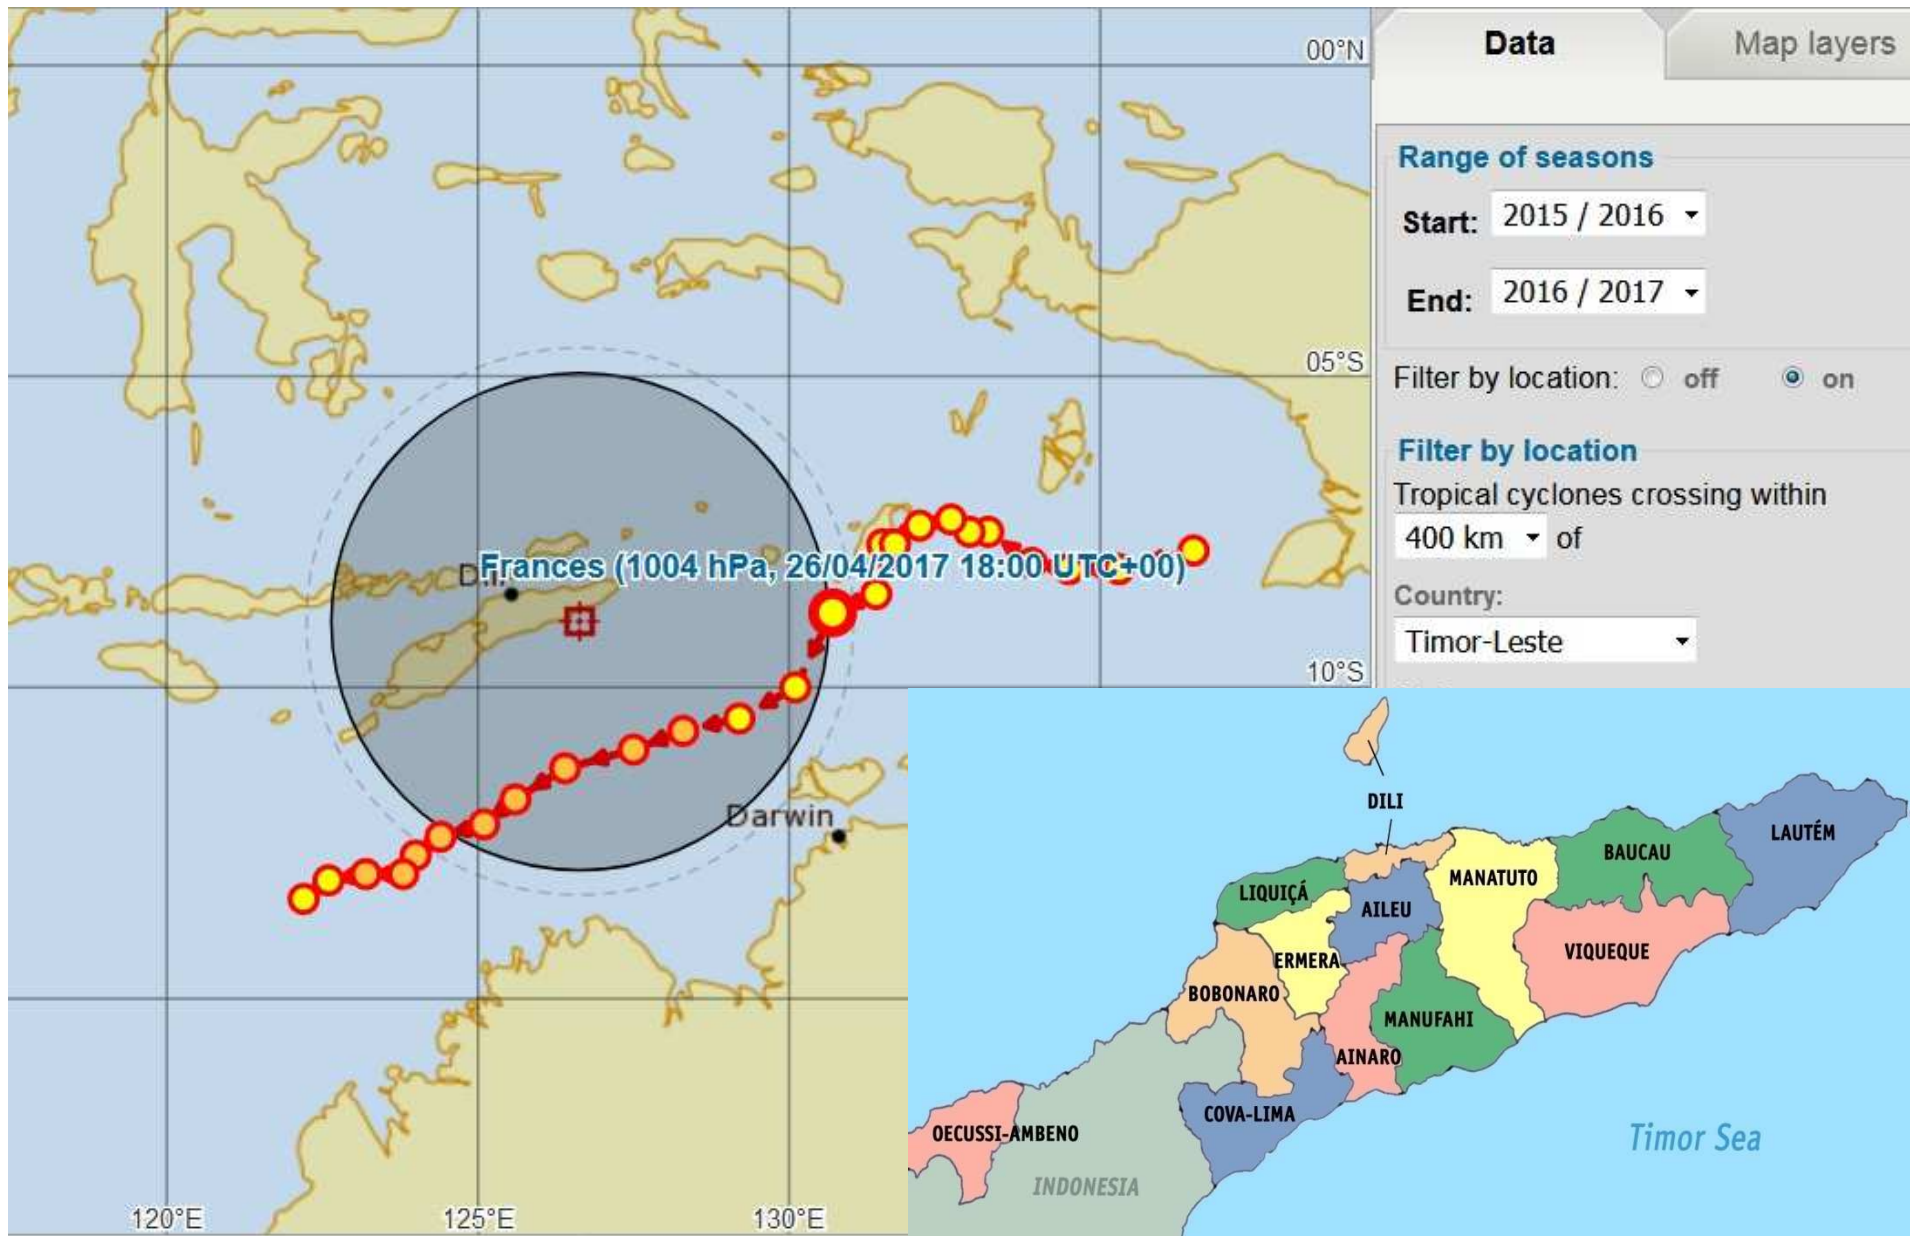 00°N
05°S
10°S
Frances (1004 hPa, 26/04/2017 18:00 UTC+00)
Darwin
120°E
125°E
130°E
Data
Map layers
Range of seasons
Start: 2015 / 2016
End: 2016 / 2017
Filter by location: off on
Filter by location
Tropical cyclones crossing within
400 km of
Country:
Timor-Leste
DILI
LAUTÉM
BAUCAU
MANATUTO
LIQUIÇÁ
AILEU
VIQUEQUE
ERMERA
BOBONARO
MANUFAHI
AINARO
COVA-LIMA
OECUSSI-AMBENO
Timor Sea
INDONESIA